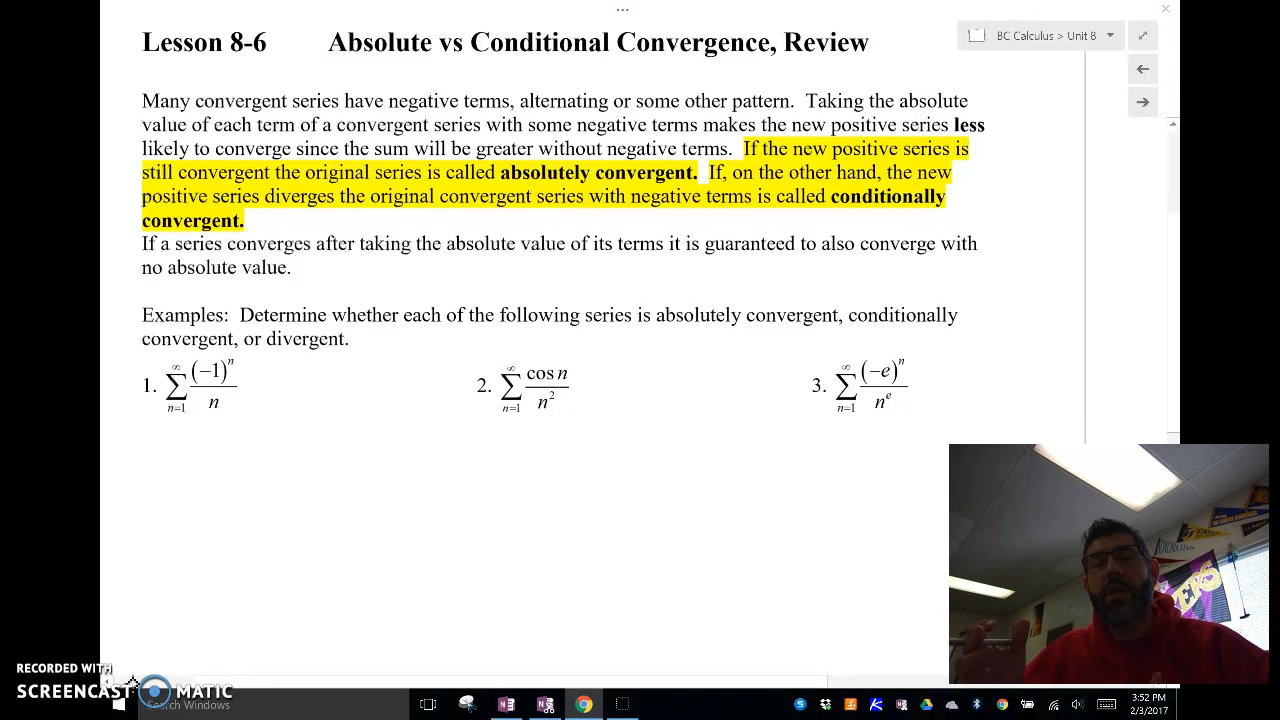 ...
Lesson 8-6 Absolute vs Conditional Convergence, Review
BC Calculus > Unit 8
Many convergent series have negative terms, alternating or some other pattern. Taking the absolute
value of each term of a convergent series with some negative terms makes the new positive series less
likely to converge since the sum will be greater without negative terms. If the new positive series is
still convergent the original series is called absolutely convergent. If, on the other hand, the new
positive series diverges the original convergent series with negative terms is called conditionally
convergent.
If a series converges after taking the absolute value of its terms it is guaranteed to also converge with
no absolute value.
Examples: Determine whether each of the following series is absolutely convergent, conditionally
convergent, or divergent.
1. ∑_{n=1}^{∞} (−1)^n / n 2. ∑_{n=1}^{∞} cos n / n^2 3. ∑_{n=1}^{∞} (−e)^n / n^e
RECORDED WITH
SCREENCAST MATIC
Search Windows
3:52 PM
2/3/2017